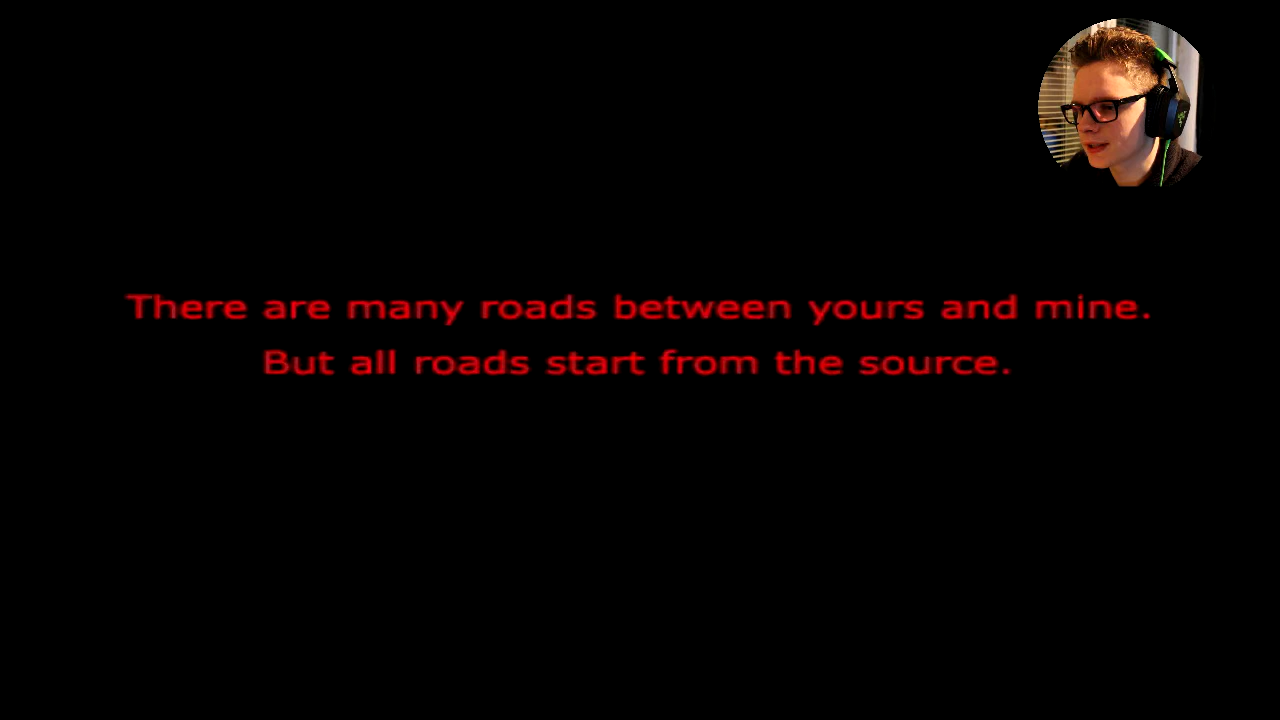 There are many roads between yours and mine.
But all roads start from the source.